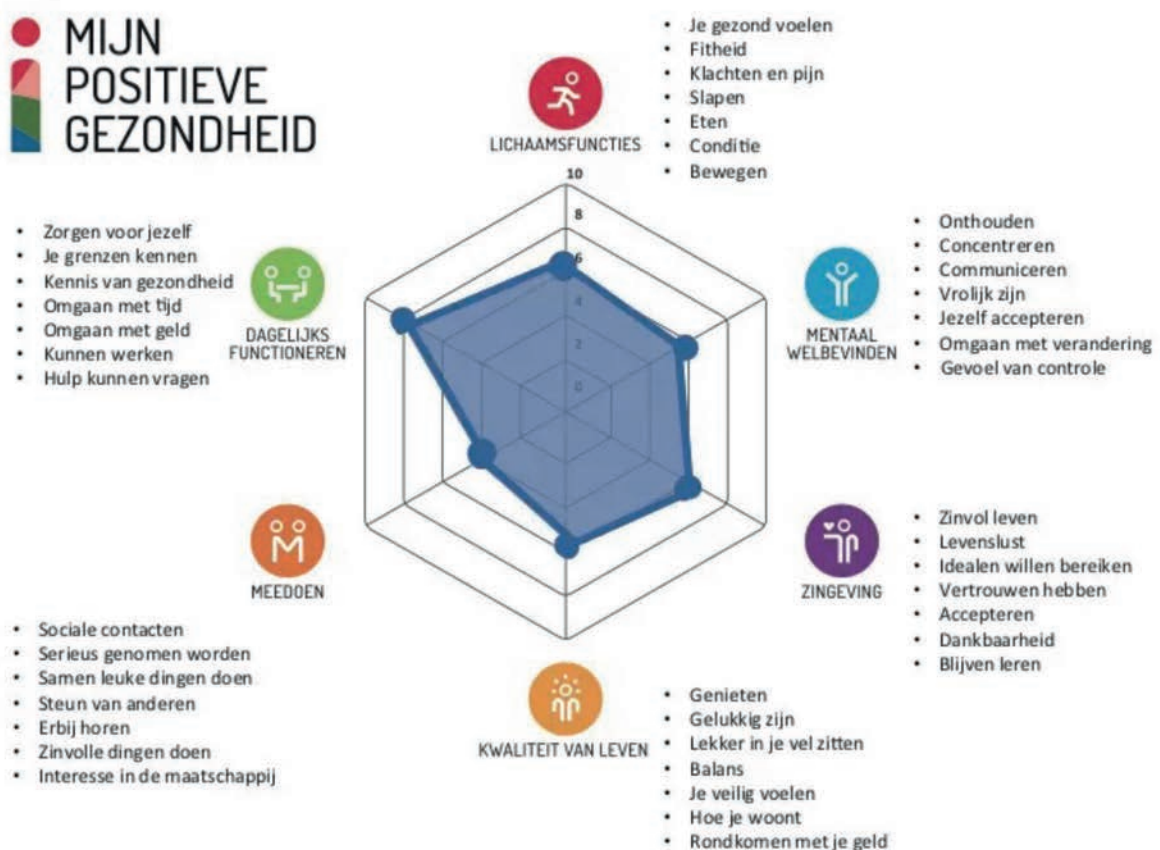 MIJN
POSITIEVE
GEZONDHEID
• Je gezond voelen
• Fitheid
• Klachten en pijn
• Slapen
• Eten
• Conditie
• Bewegen
LICHAAMSFUNCTIES
10
8
6
4
2
0
• Zorgen voor jezelf
• Je grenzen kennen
• Kennis van gezondheid
• Omgaan met tijd
• Omgaan met geld
• Kunnen werken
• Hulp kunnen vragen
DAGELIJKS
FUNCTIONEREN
MENTAAL
WELBEVINDEN
• Onthouden
• Concentreren
• Communiceren
• Vrolijk zijn
• Jezelf accepteren
• Omgaan met verandering
• Gevoel van controle
MEEDOEN
• Sociale contacten
• Serieus genomen worden
• Samen leuke dingen doen
• Steun van anderen
• Erbij horen
• Zinvolle dingen doen
• Interesse in de maatschappij
ZINGEVING
• Zinvol leven
• Levenslust
• Idealen willen bereiken
• Vertrouwen hebben
• Accepteren
• Dankbaarheid
• Blijven leren
KWALITEIT VAN LEVEN
• Genieten
• Gelukkig zijn
• Lekker in je vel zitten
• Balans
• Je veilig voelen
• Hoe je woont
• Rondkomen met je geld